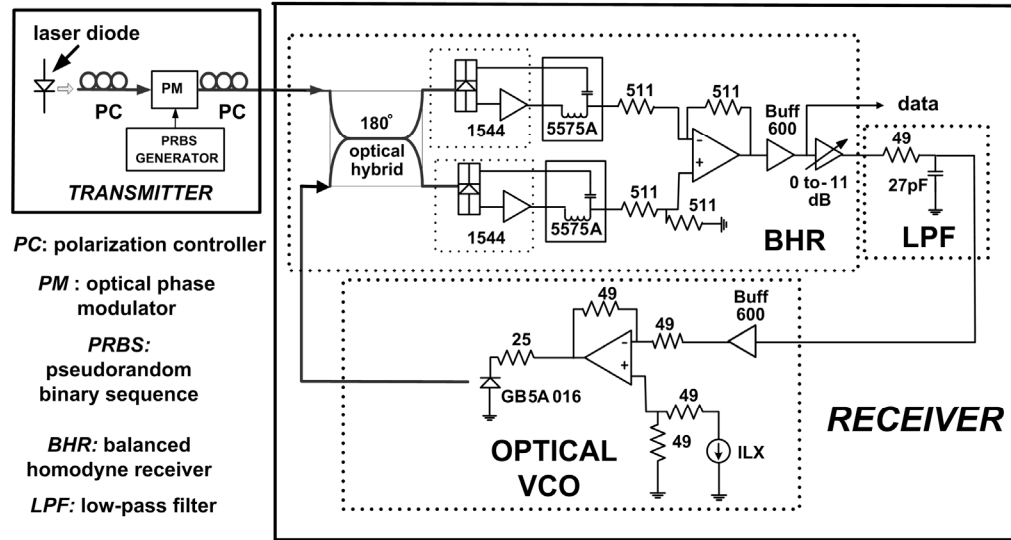 laser diode
PC
PM
PC
PRBS
GENERATOR
TRANSMITTER
PC: polarization controller
PM : optical phase
modulator
PRBS:
pseudorandom
binary sequence
BHR: balanced
homodyne receiver
LPF: low-pass filter
180°
optical
hybrid
1544
5575A
511
511
Buff
600
data
49
27pF
0 to-11
dB
1544
5575A
511
511
BHR
LPF
49
Buff
600
25
49
GB5A 016
49
49
ILX
OPTICAL
VCO
RECEIVER